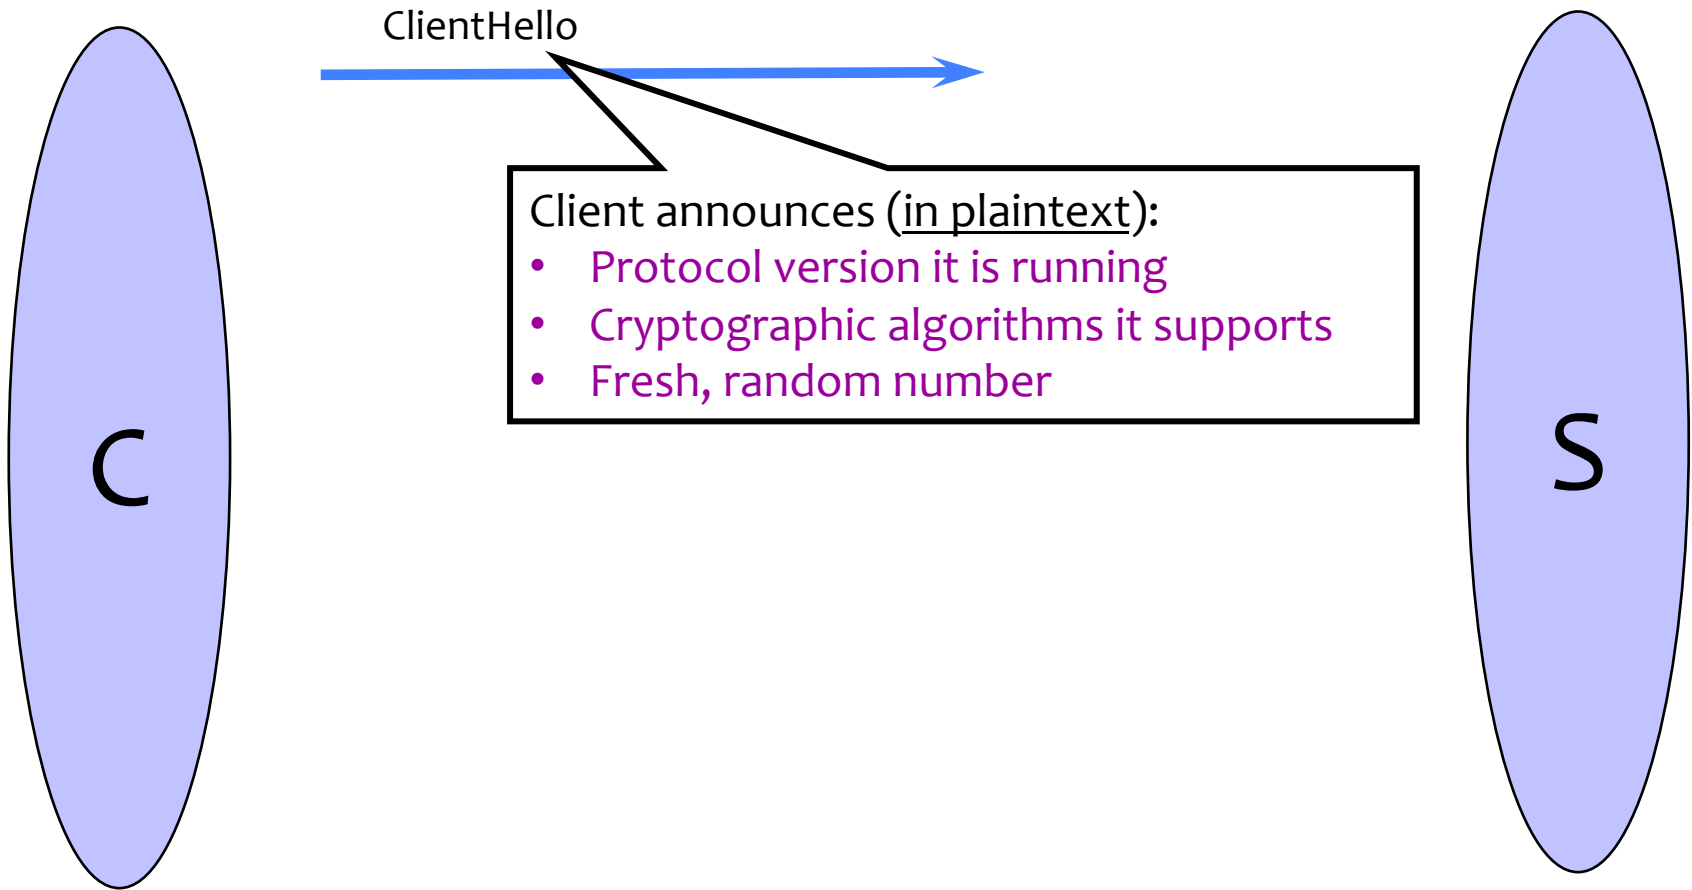 ClientHello
Client announces (in plaintext):
• Protocol version it is running
• Cryptographic algorithms it supports
• Fresh, random number
C
S